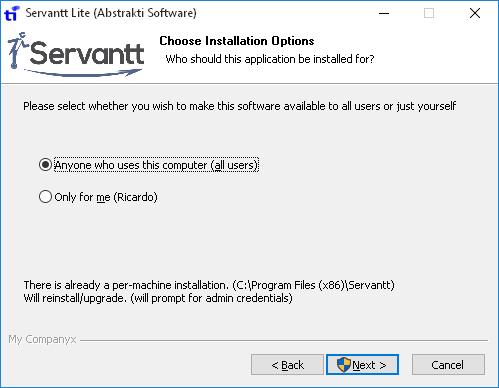 Servantt Lite (Abstrakti Software)
Servantt
Choose Installation Options
Who should this application be installed for?
Please select whether you wish to make this software available to all users or just yourself
Anyone who uses this computer (all users)
Only for me (Ricardo)
There is already a per-machine installation. (C:\Program Files (x86)\Servantt)
Will reinstall/upgrade. (will prompt for admin credentials)
My Companyx
< Back
Next >
Cancel